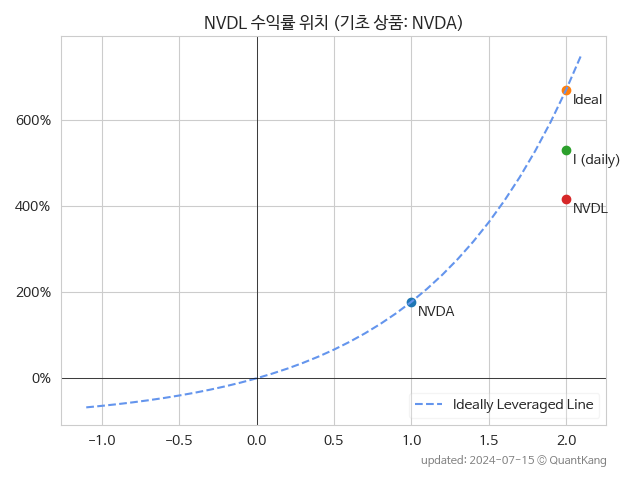 NVDL 수익률 위치 (기초 상품: NVDA)
600%
400%
200%
0%
Ideal
I (daily)
NVDL
NVDA
Ideally Leveraged Line
−1.0 −0.5 0.0 0.5 1.0 1.5 2.0
updated: 2024-07-15 © QuantKang